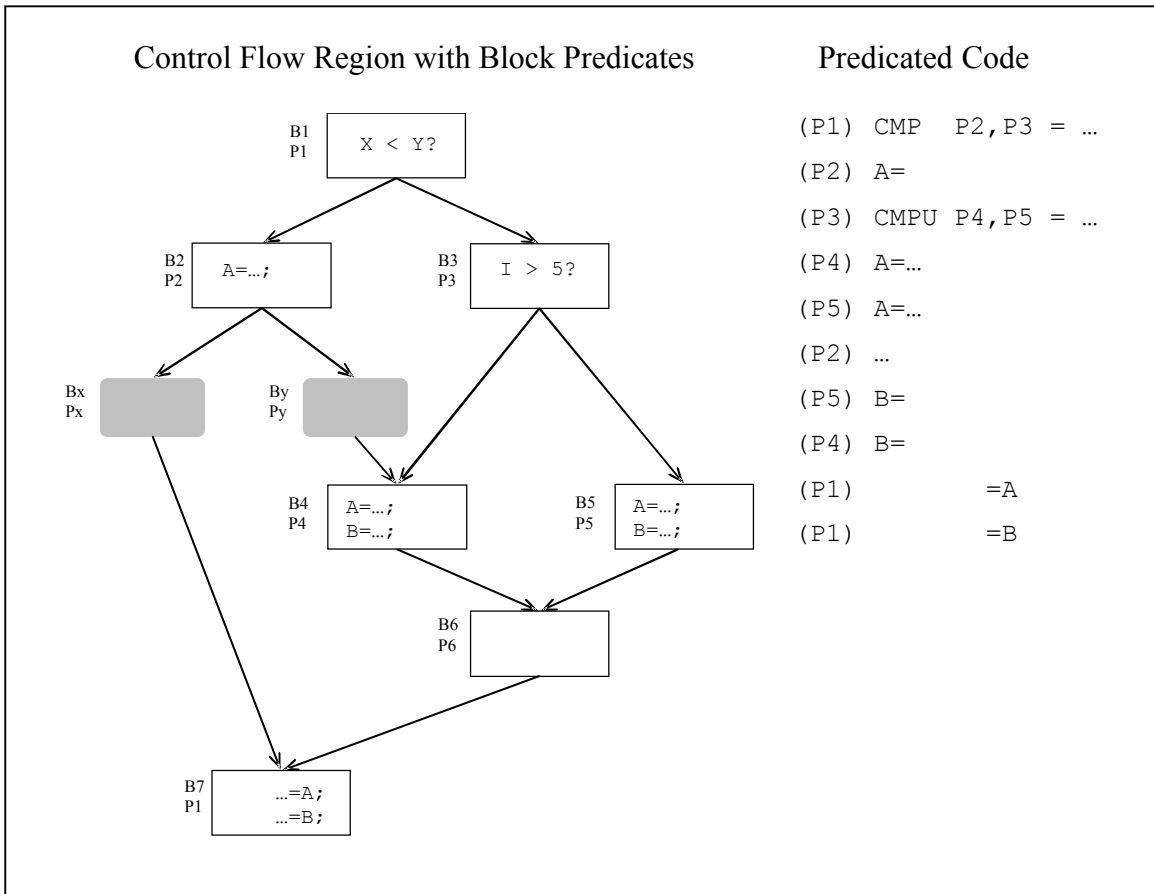 Control Flow Region with Block Predicates
Predicated Code
B1
P1
X < Y?
B2
P2
A=…;
B3
P3
I > 5?
Bx
Px
By
Py
B4
P4
A=…;
B=…;
B5
P5
A=…;
B=…;
B6
P6
B7
P1
…=A;
…=B;
(P1) CMP P2,P3 = …
(P2) A=
(P3) CMPU P4,P5 = …
(P4) A=…
(P5) A=…
(P2) …
(P5) B=
(P4) B=
(P1) =A
(P1) =B